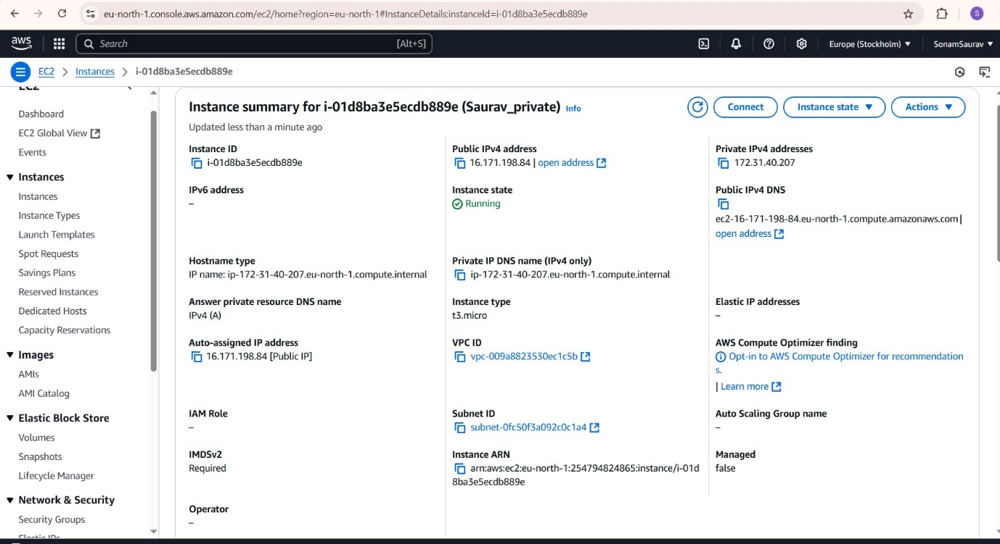 eu-north-1.console.aws.amazon.com/ec2/home?region=eu-north-1#InstanceDetails:instanceId=i-01d8ba3e5ecdb889e
S
aws
Search
[Alt+S]
Europe (Stockholm)
SonamSaurav
EC2
Instances
i-01d8ba3e5ecdb889e
EC2
Dashboard
EC2 Global View
Events
Instances
Instances
Instance Types
Launch Templates
Spot Requests
Savings Plans
Reserved Instances
Dedicated Hosts
Capacity Reservations
Images
AMIs
AMI Catalog
Elastic Block Store
Volumes
Snapshots
Lifecycle Manager
Network & Security
Security Groups
Elastic IPs
Instance summary for i-01d8ba3e5ecdb889e (Saurav_private) Info
Updated less than a minute ago
Connect
Instance state
Actions
Instance ID
i-01d8ba3e5ecdb889e
Public IPv4 address
16.171.198.84 | open address
Private IPv4 addresses
172.31.40.207
IPv6 address
–
Instance state
Running
Public IPv4 DNS
ec2-16-171-198-84.eu-north-1.compute.amazonaws.com |
open address
Hostname type
IP name: ip-172-31-40-207.eu-north-1.compute.internal
Private IP DNS name (IPv4 only)
ip-172-31-40-207.eu-north-1.compute.internal
Answer private resource DNS name
IPv4 (A)
Instance type
t3.micro
Elastic IP addresses
–
Auto-assigned IP address
16.171.198.84 [Public IP]
VPC ID
vpc-009a8823530ec1c5b
AWS Compute Optimizer finding
Opt-in to AWS Compute Optimizer for recommendation
s.
| Learn more
IAM Role
–
Subnet ID
subnet-0fc50f3a092c0c1a4
Auto Scaling Group name
–
IMDSv2
Required
Instance ARN
arn:aws:ec2:eu-north-1:254794824865:instance/i-01d
8ba3e5ecdb889e
Managed
false
Operator
–